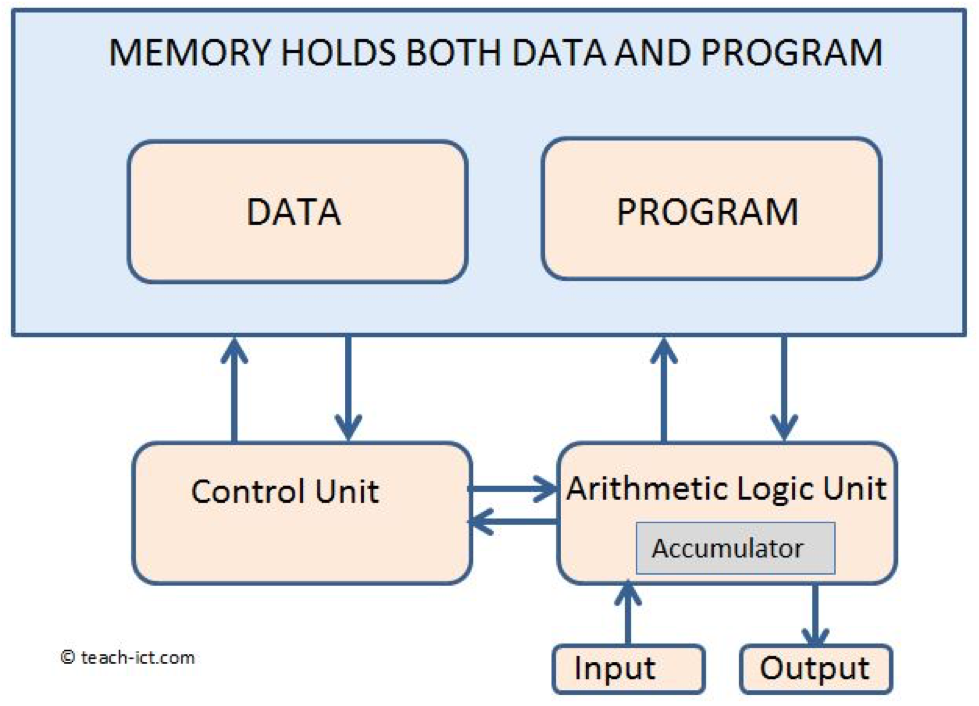 MEMORY HOLDS BOTH DATA AND PROGRAM
DATA
PROGRAM
Control Unit
Arithmetic Logic Unit
Accumulator
© teach-ict.com
Input
Output